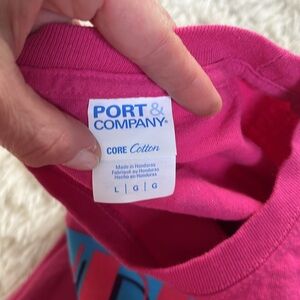 PORT &
COMPANY®
CORE Cotton
Made in Honduras
Fabriqué au Honduras
Hecho en Honduras
L | G | G